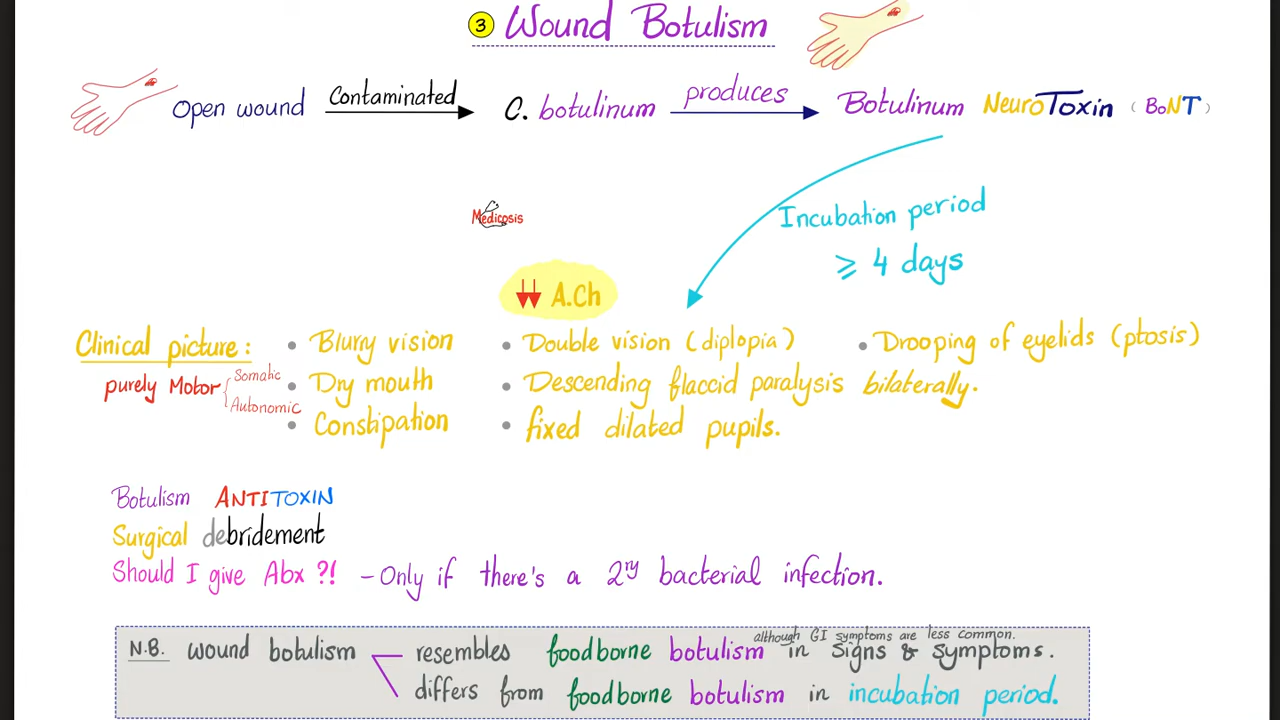 3 Wound Botulism
Open wound Contaminated C. botulinum produces Botulinum NeuroToxin (BoNT)
Medicosis
Incubation period
≥ 4 days
↓↓ A.Ch
Clinical picture: • Blurry vision • Double vision (diplopia) • Drooping of eyelids (ptosis)
purely Motor { Somatic Autonomic • Dry mouth • Descending flaccid paralysis bilaterally.
• Constipation • fixed dilated pupils.
Botulism ANTITOXIN
Surgical debridement
Should I give Abx ?! - Only if there's a 2ry bacterial infection.
N.B. wound botulism resembles foodborne botulism in signs & symptoms.
although GI symptoms are less common.
differs from foodborne botulism in incubation period.